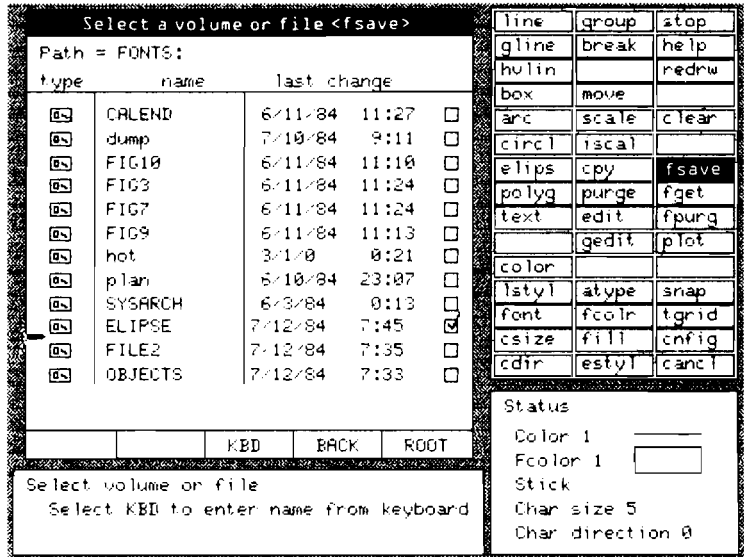 Select a volume or file <fsave>
Path = FONTS:
type name last change
CALEND 6/11/84 11:27
dump 7/10/84 9:11
FIG10 6/11/84 11:10
FIG3 6/11/84 11:24
FIG7 6/11/84 11:24
FIG9 6/11/84 11:13
hot 3/1/0 0:21
plan 6/10/84 23:07
SYSARCH 6/3/84 0:13
ELIPSE 7/12/84 7:45
FILE2 7/12/84 7:35
OBJECTS 7/12/84 7:33
KBD BACK ROOT
Select volume or file
Select KBD to enter name from keyboard
line group stop
gline break help
hvlin redrw
box move
arc scale clear
circl iscal
elips cpy fsave
polyg purge fget
text edit fpurg
gedit plot
color
lstyl atype snap
font fcolr tgrid
csize fill cnfig
cdir estyl cancl
Status
Color 1
Fcolor 1
Stick
Char size 5
Char direction 0